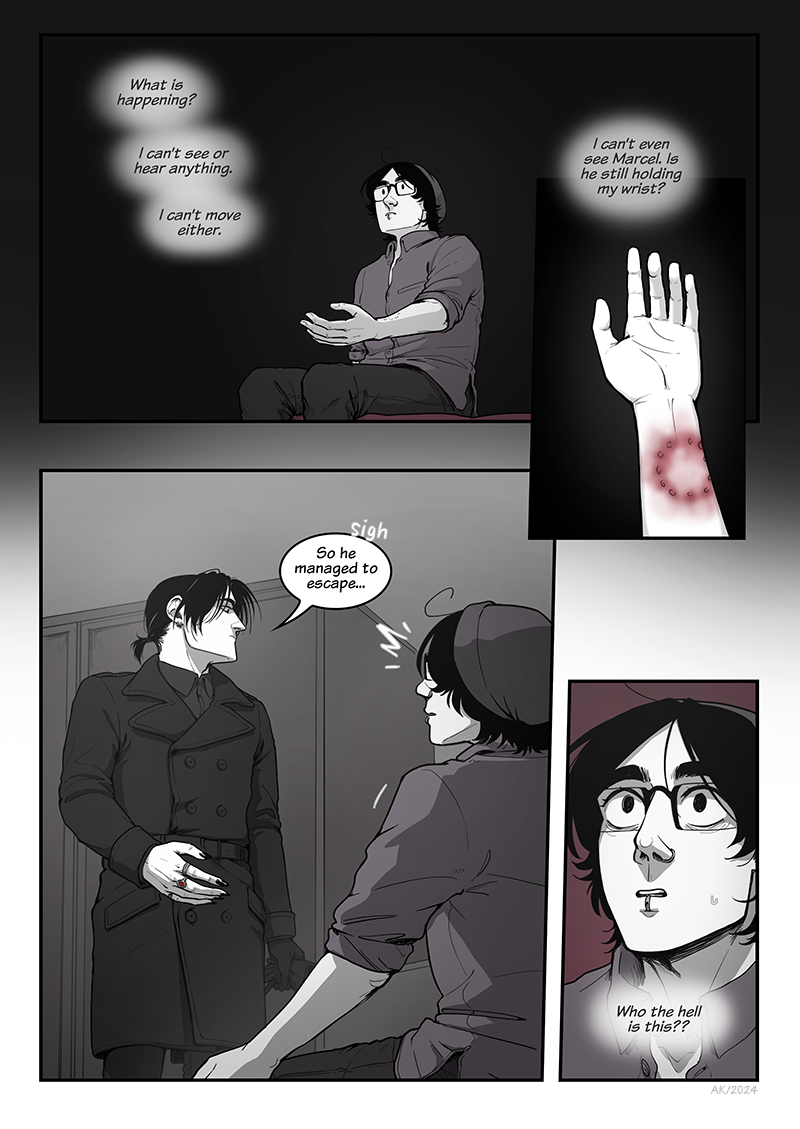 What is
happening?
I can't see or
hear anything.
I can't move
either.
I can't even
see Marcel. Is
he still holding
my wrist?
sigh
So he
managed to
escape...
Who the hell
is this??
AK/2024